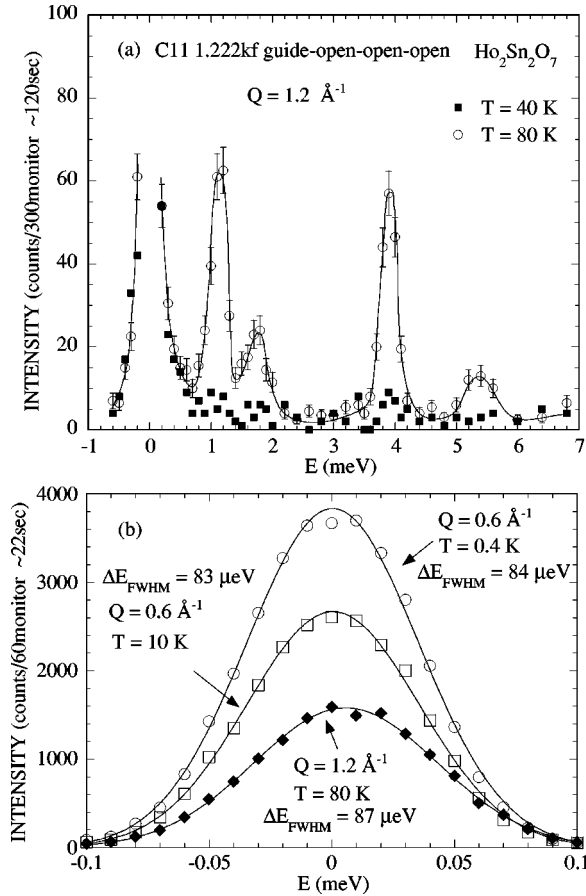 100
80
60
40
20
0
INTENSITY (counts/300monitor ~120sec)
(a) C11 1.222kf guide-open-open-open Ho2Sn2O7
Q = 1.2 Å-1
T = 40 K
T = 80 K
-1 0 1 2 3 4 5 6 7
E (meV)
4000
3000
2000
1000
0
INTENSITY (counts/60monitor ~22sec)
(b)
Q = 0.6 Å-1
T = 0.4 K
ΔEFWHM = 84 μeV
ΔEFWHM = 83 μeV
Q = 0.6 Å-1
T = 10 K
Q = 1.2 Å-1
T = 80 K
ΔEFWHM = 87 μeV
-0.1 -0.05 0 0.05 0.1
E (meV)